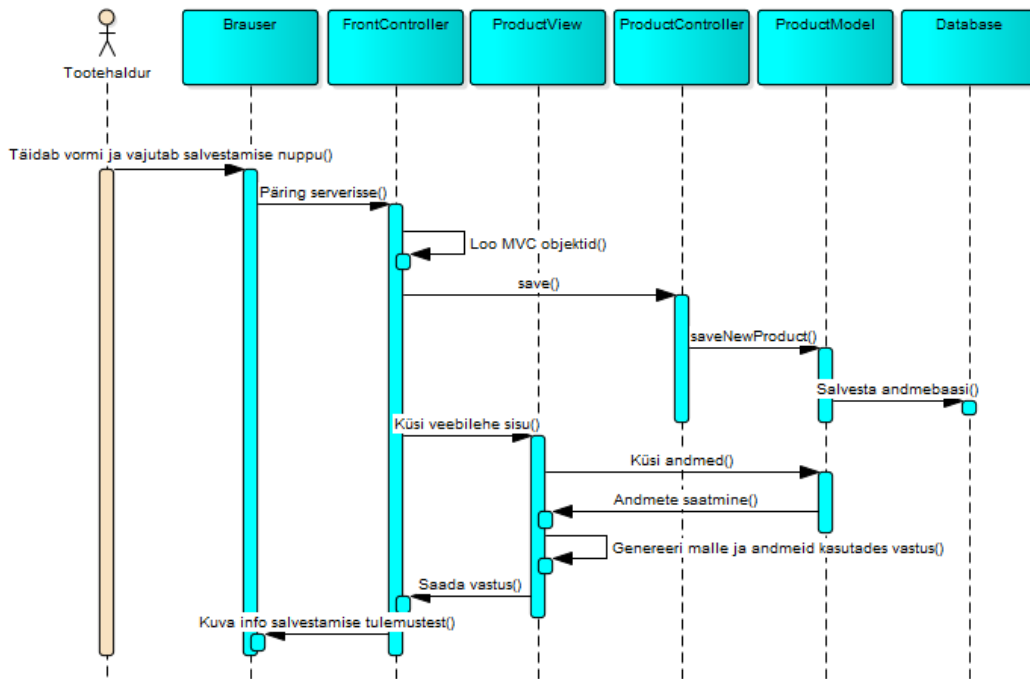 Brauser
FrontController
ProductView
ProductController
ProductModel
Database
Tootehaldur
Täidab vormi ja vajutab salvestamise nuppu()
Päring serverisse()
Loo MVC objektid()
save()
saveNewProduct()
Salvesta andmebaasi()
Küsi veebilehe sisu()
Küsi andmed()
Andmete saatmine()
Genereeri malle ja andmeid kasutades vastus()
Saada vastus()
Kuva info salvestamise tulemustest()